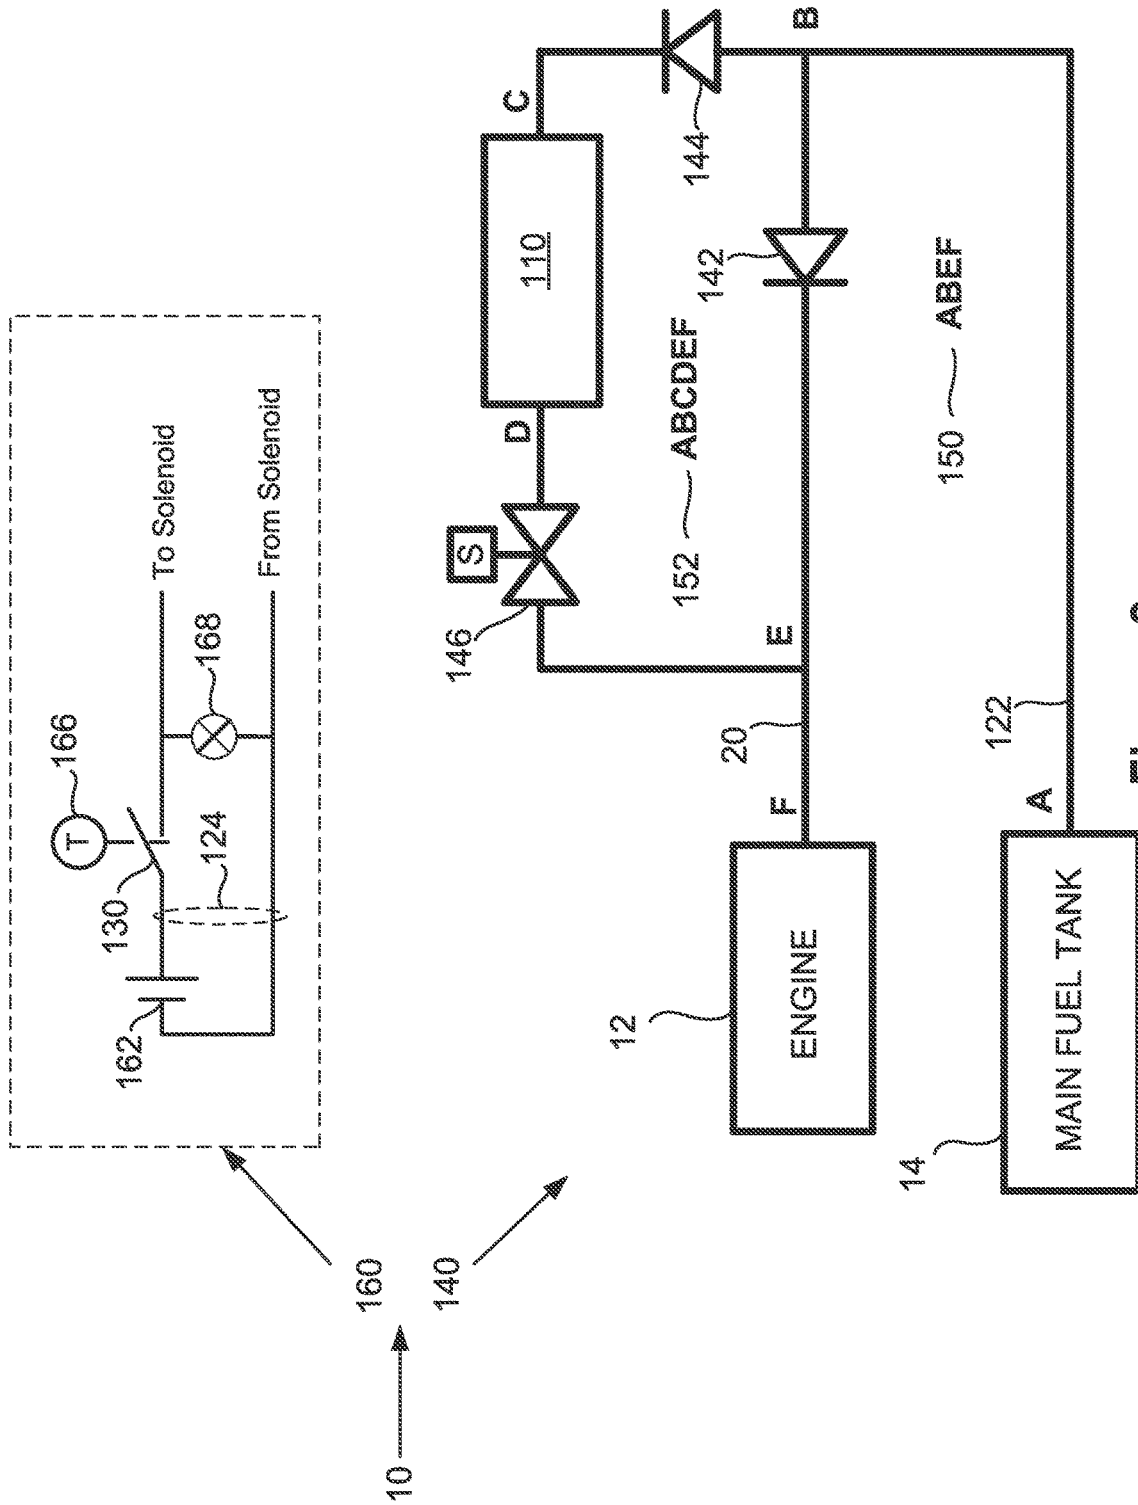 10
160
140
162
130
124
166
T
168
To Solenoid
From Solenoid
12
ENGINE
14
MAIN FUEL TANK
F
20
E
A
122
146
S
D
110
C
152
ABCDEF
150
ABEF
142
144
B